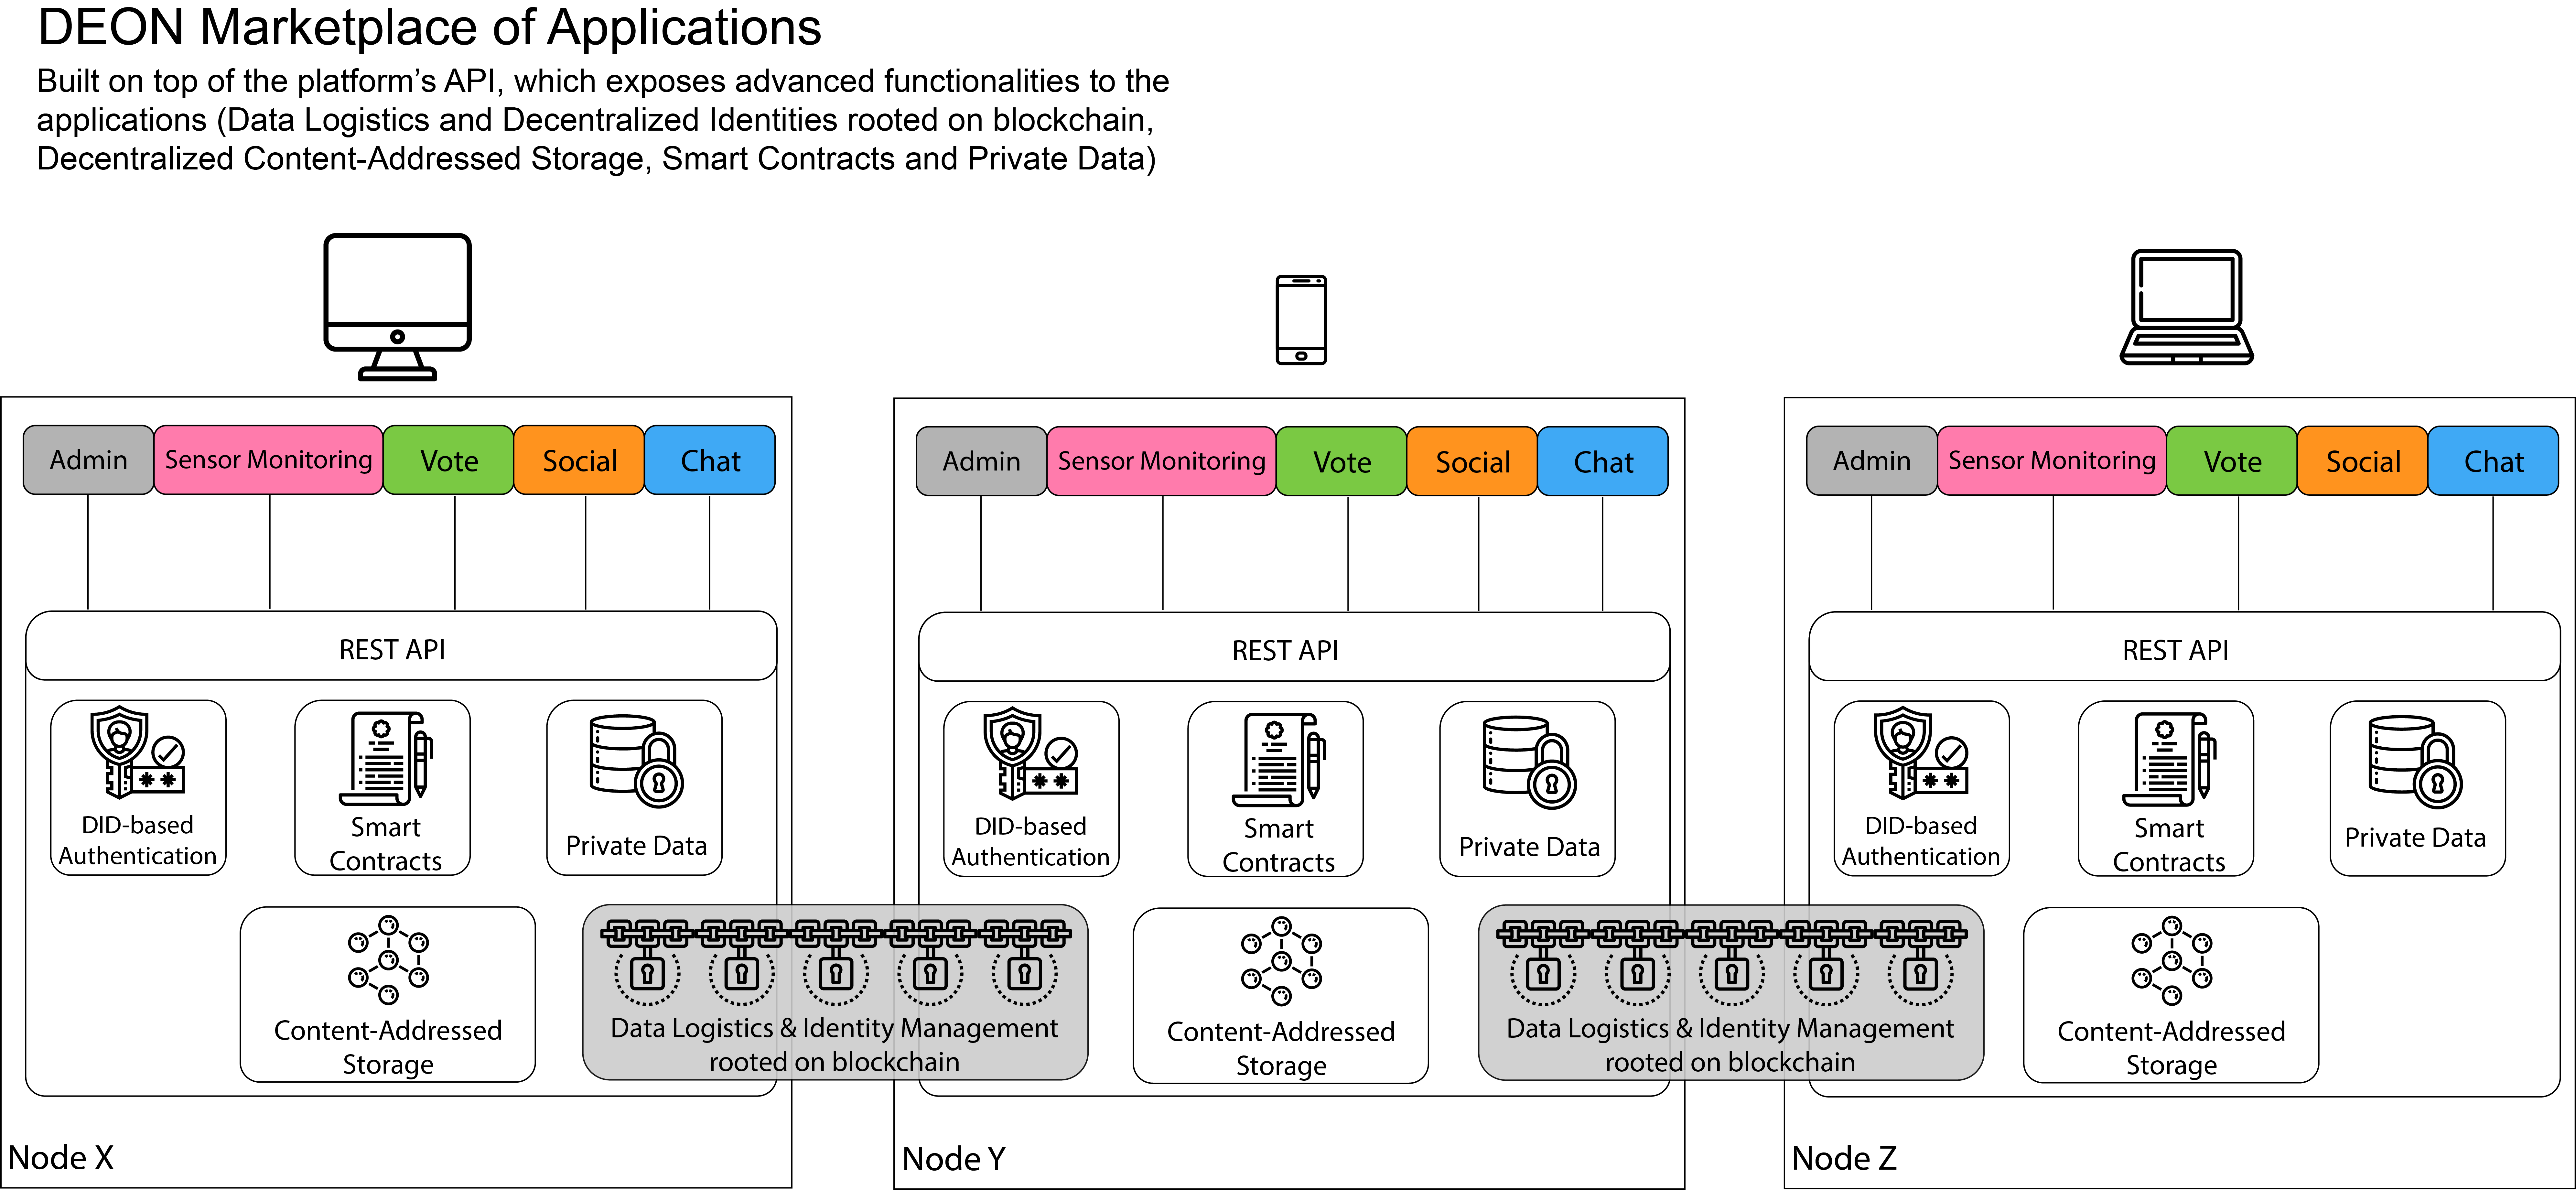 DEON Marketplace of Applications
Built on top of the platform's API, which exposes advanced functionalities to the
applications (Data Logistics and Decentralized Identities rooted on blockchain,
Decentralized Content-Addressed Storage, Smart Contracts and Private Data)
Admin
Sensor Monitoring
Vote
Social
Chat
REST API
DID-based
Authentication
Smart
Contracts
Private Data
Content-Addressed
Storage
Node X
Data Logistics & Identity Management
rooted on blockchain
Admin
Sensor Monitoring
Vote
Social
Chat
REST API
DID-based
Authentication
Smart
Contracts
Private Data
Content-Addressed
Storage
Node Y
Data Logistics & Identity Management
rooted on blockchain
Admin
Sensor Monitoring
Vote
Social
Chat
REST API
DID-based
Authentication
Smart
Contracts
Private Data
Content-Addressed
Storage
Node Z